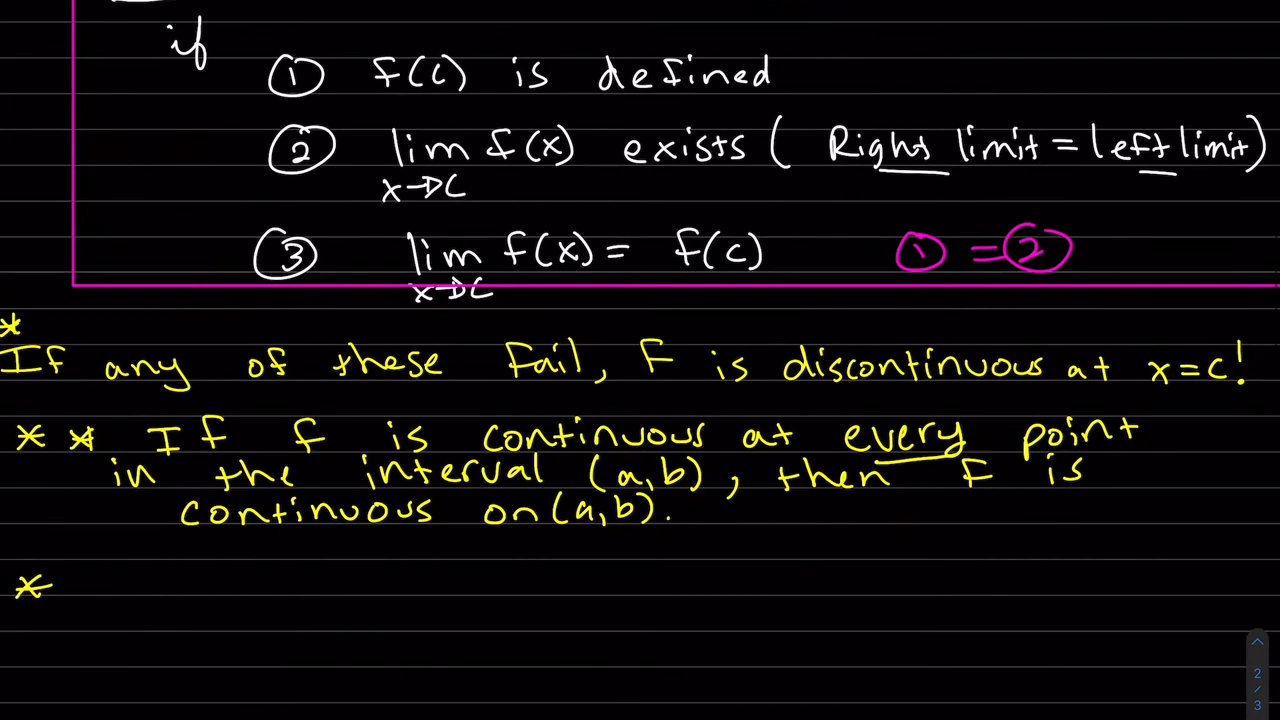 if
① f(c) is defined
② lim f(x) exists ( Right limit = left limit)
x→c
③ lim f(x) = f(c) ① = ②
x→c
*
If any of these Fail, F is discontinuous at x=c!
* * If f is continuous at every point
in the interval (a,b), then F is
continuous on (a,b).
*
2
/
3